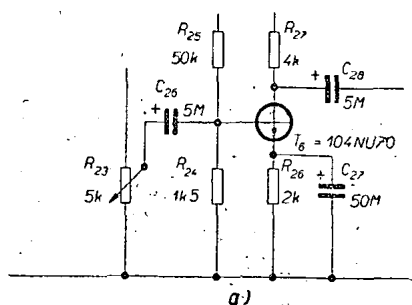 R25
50k
R27
4k
C26
5M
+
+
C28
5M
T6 = 104NU70
R23
5k
R24
1k5
R26
2k
+
C27
50M
a)